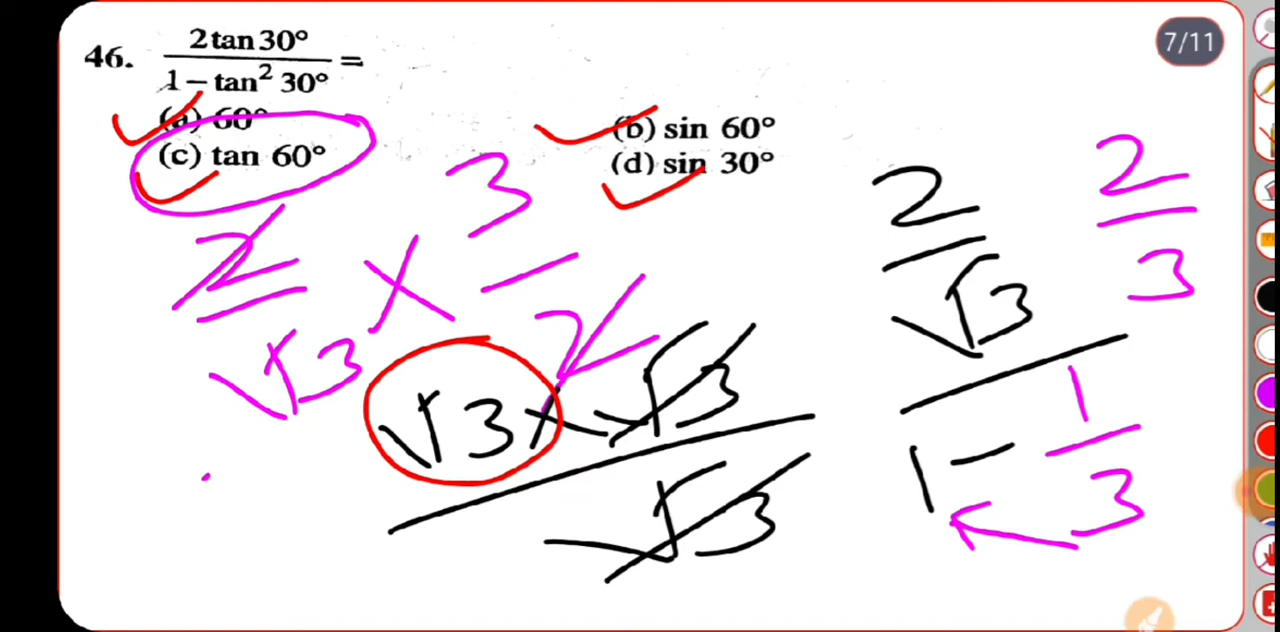 46. 2 tan 30° / 1 − tan² 30° =
(a) 60°
(b) sin 60°
(c) tan 60°
(d) sin 30°
7/11
2/√3 × 3/2
√3 × √3 / √3
2/√3 / 1 − 1/3
2/3